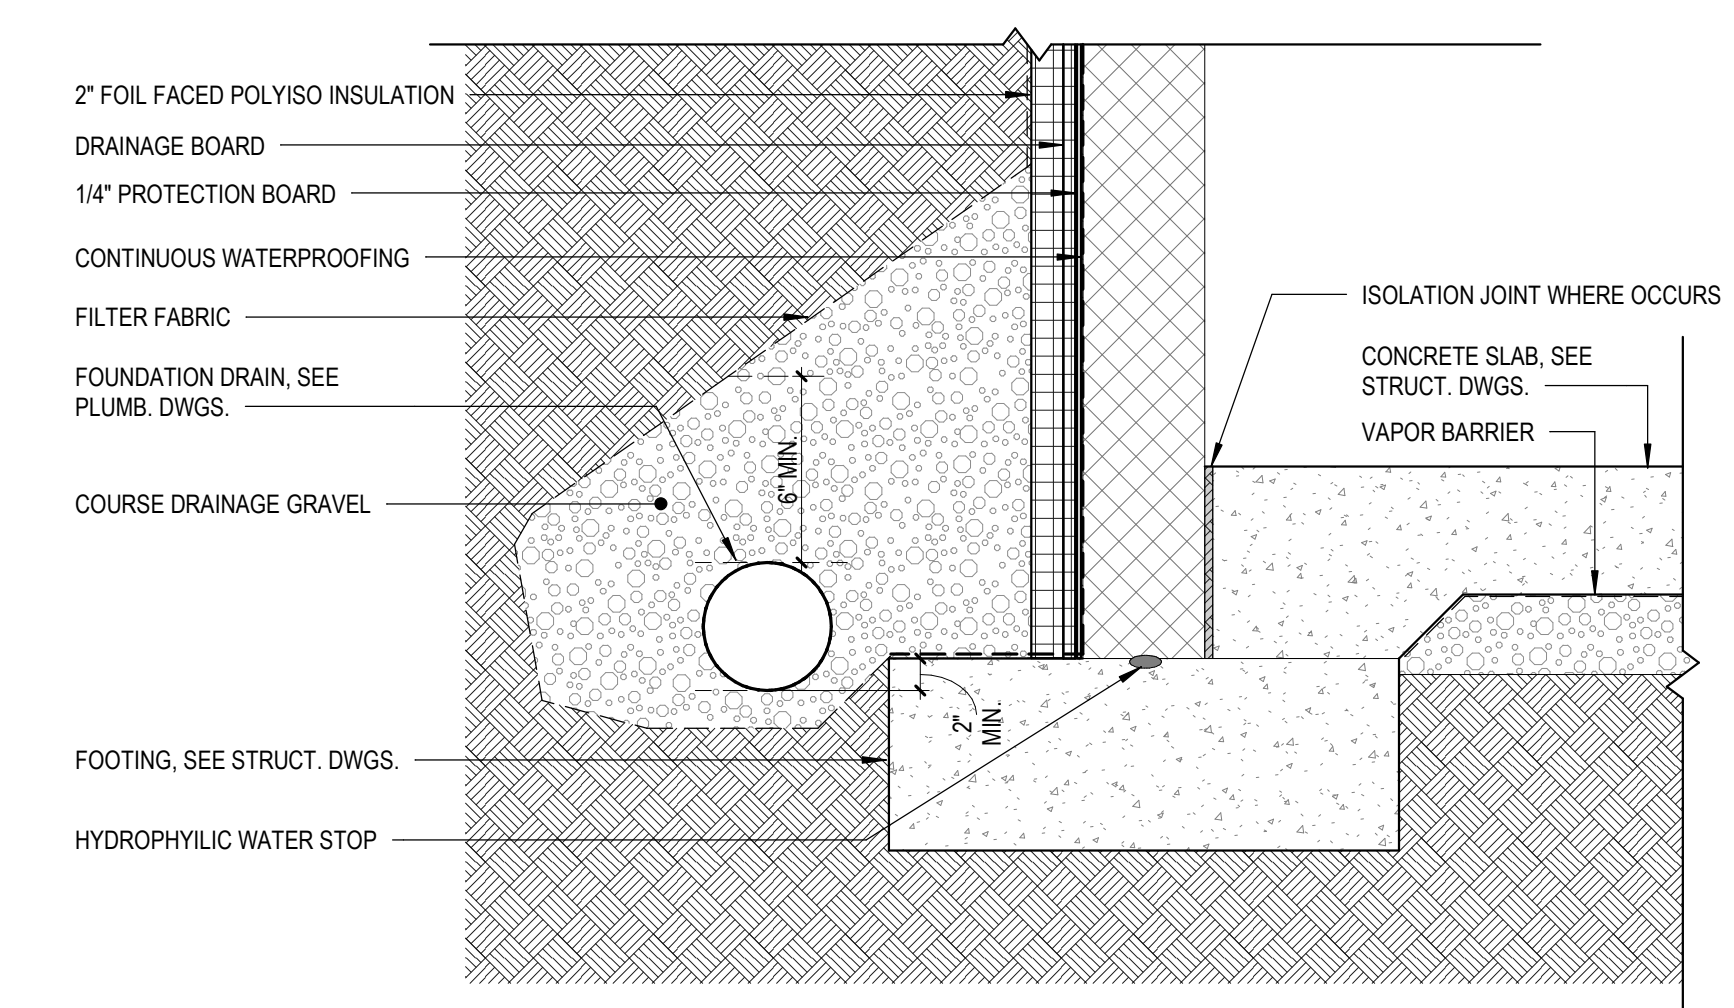 2" FOIL FACED POLYISO INSULATION
DRAINAGE BOARD
1/4" PROTECTION BOARD
CONTINUOUS WATERPROOFING
FILTER FABRIC
FOUNDATION DRAIN, SEE
PLUMB. DWGS.
COURSE DRAINAGE GRAVEL
FOOTING, SEE STRUCT. DWGS.
HYDROPHYILIC WATER STOP
6" MIN.
2"
MIN.
ISOLATION JOINT WHERE OCCURS
CONCRETE SLAB, SEE
STRUCT. DWGS.
VAPOR BARRIER